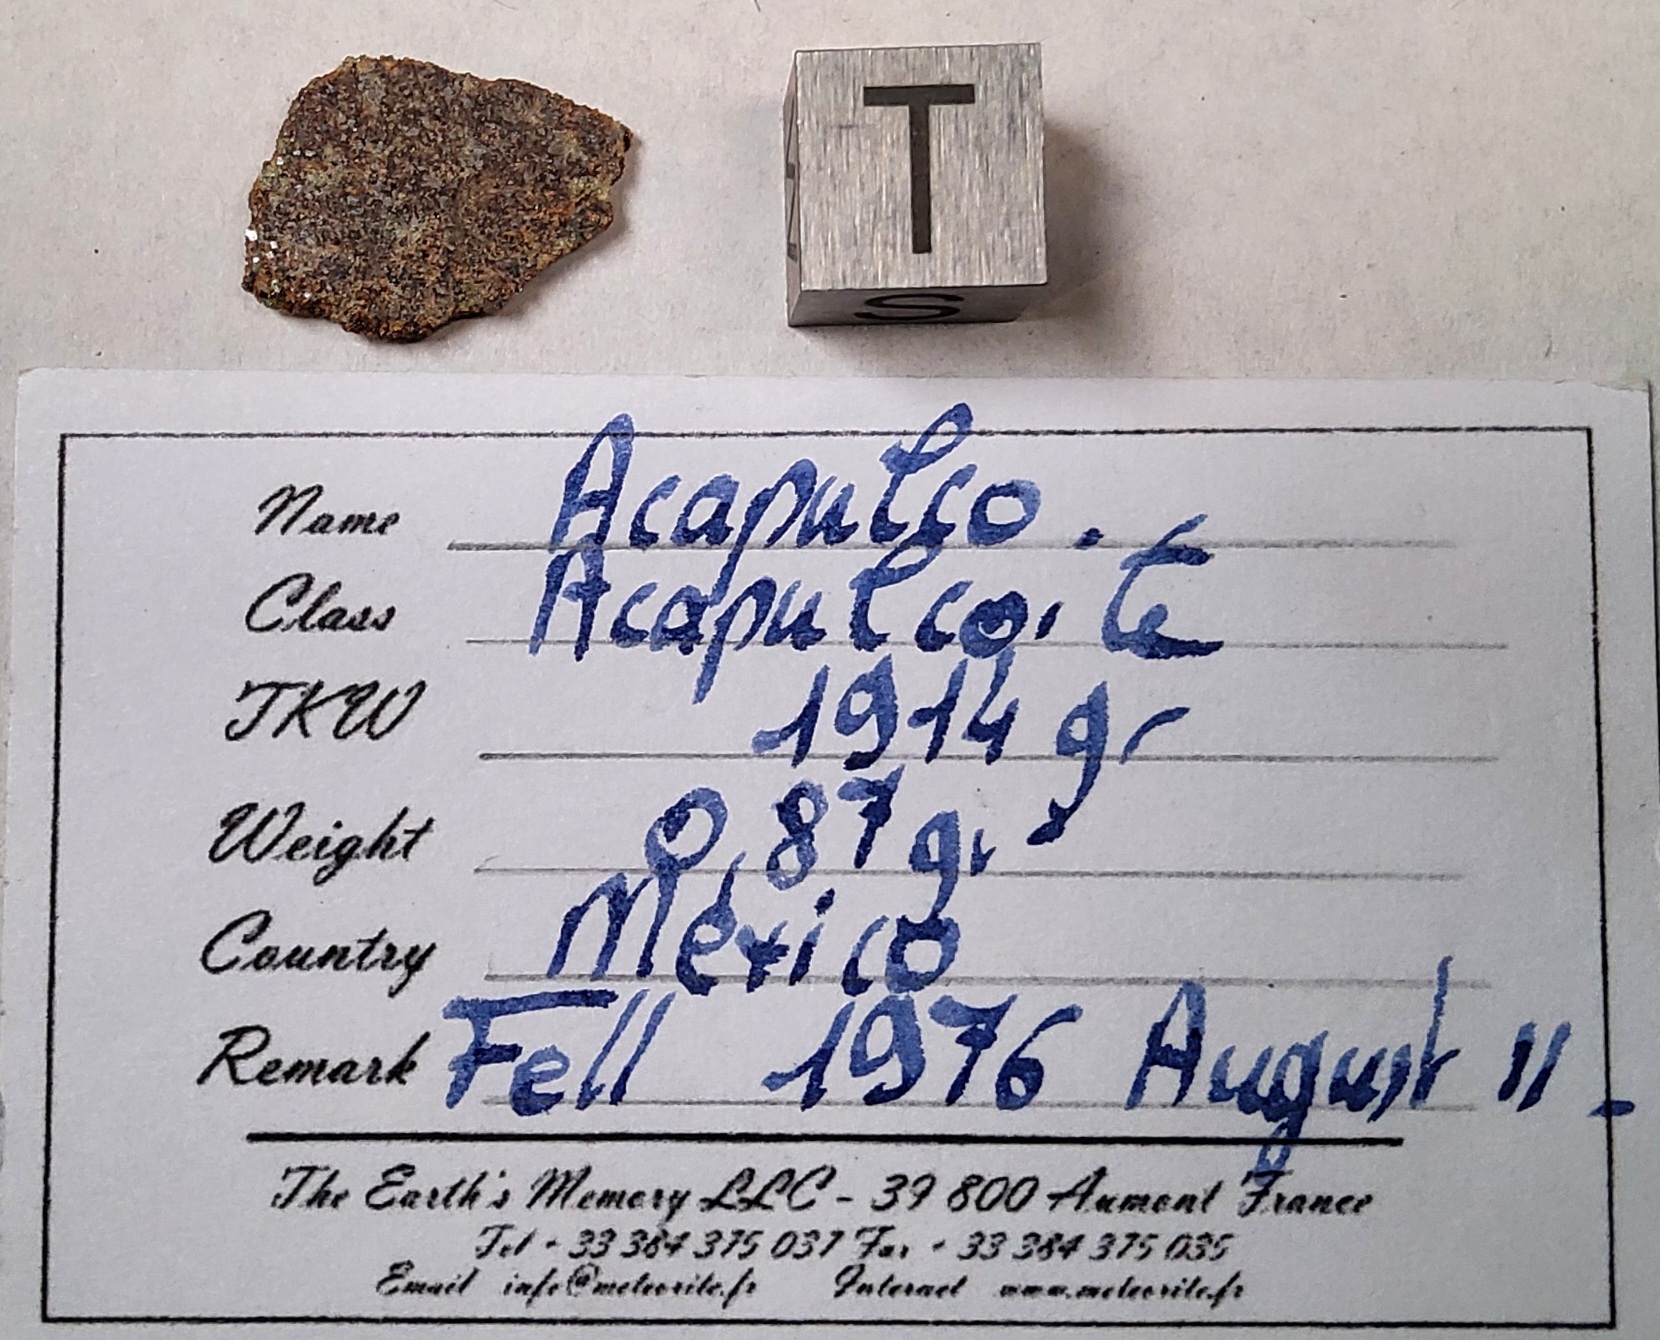 T
S
Name Acapulco.
Class Acapulcoite
TKW 1914 gr
Weight 0,87 gr
Country Mexico
Remark Fell 1976 August 11-
The Earth's Memory LLC - 39 800 Aumont France
Tel + 33 384 375 037 Fax + 33 384 375 035
Email info@meteorite.fr Internet www.meteorite.fr